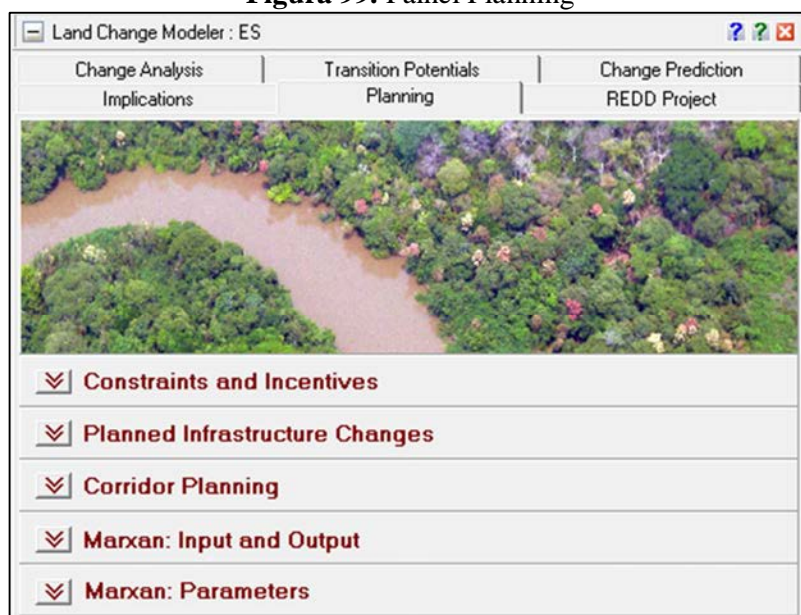 Figura 99. Painel Planning
Land Change Modeler : ES
Change Analysis
Transition Potentials
Change Prediction
Implications
Planning
REDD Project
Constraints and Incentives
Planned Infrastructure Changes
Corridor Planning
Marxan: Input and Output
Marxan: Parameters